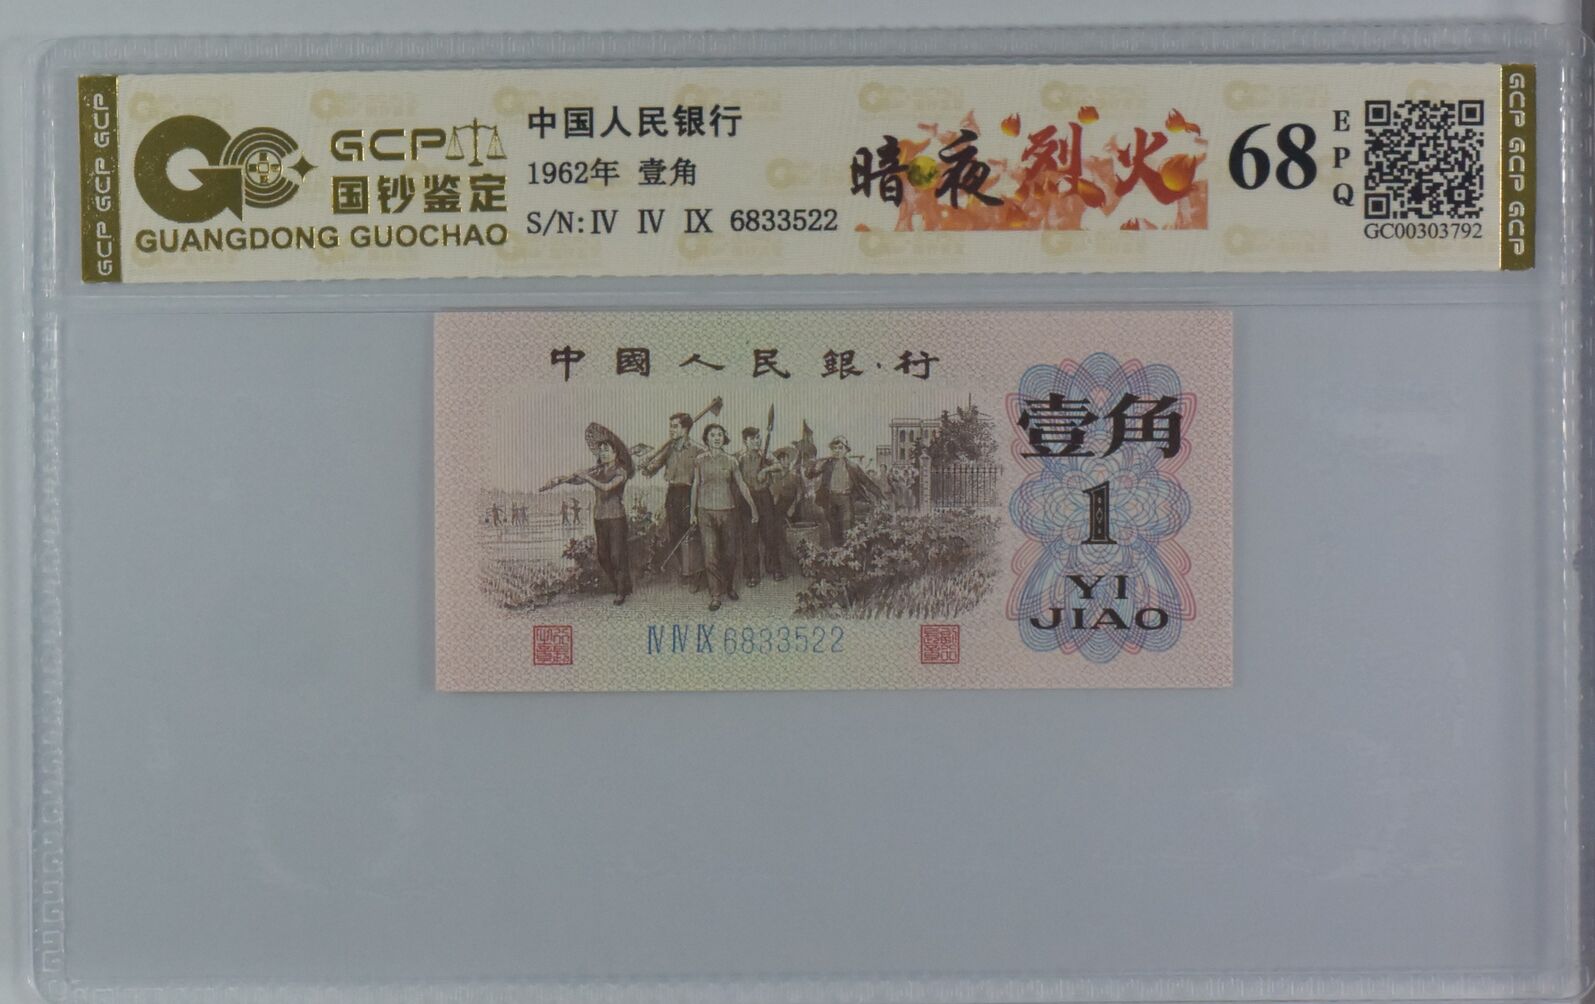 GCP GCP GCP
GCP
国钞鉴定
GUANGDONG GUOCHAO
中国人民银行
1962年 壹角
S/N: Ⅳ Ⅳ Ⅸ 6833522
暗夜烈火
68
EPQ
GC00303792
GCP GCP GCP
中國人民銀行
壹角
1
YI
JIAO
Ⅳ Ⅳ Ⅸ 6833522